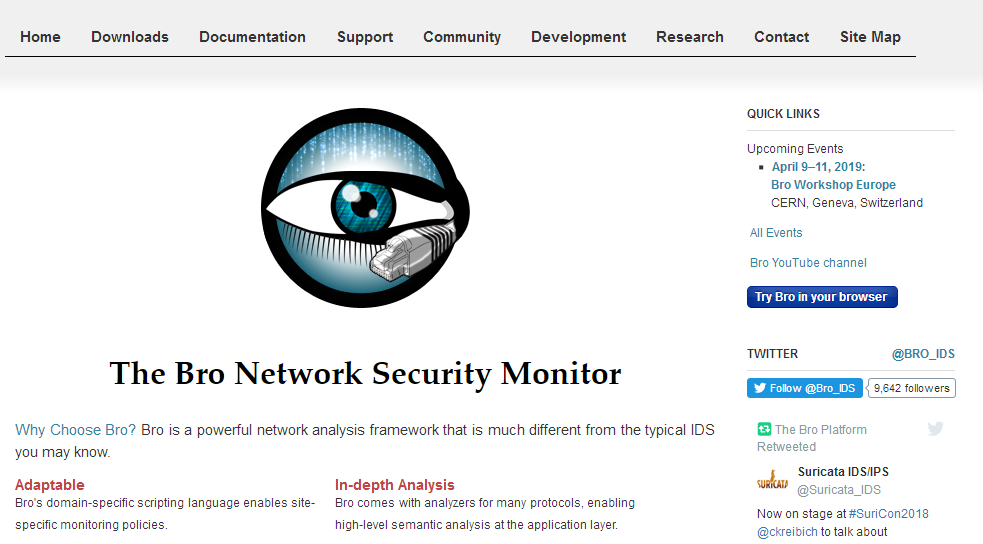 Home Downloads Documentation Support Community Development Research Contact Site Map
The Bro Network Security Monitor
Why Choose Bro? Bro is a powerful network analysis framework that is much different from the typical IDS
you may know.
Adaptable
Bro's domain-specific scripting language enables site-
specific monitoring policies.
In-depth Analysis
Bro comes with analyzers for many protocols, enabling
high-level semantic analysis at the application layer.
QUICK LINKS
Upcoming Events
April 9–11, 2019:
Bro Workshop Europe
CERN, Geneva, Switzerland
All Events
Bro YouTube channel
Try Bro in your browser
TWITTER @BRO_IDS
Follow @Bro_IDS 9,642 followers
The Bro Platform
Retweeted
SURICATA
Suricata IDS/IPS
@Suricata_IDS
Now on stage at #SuriCon2018
@ckreibich to talk about